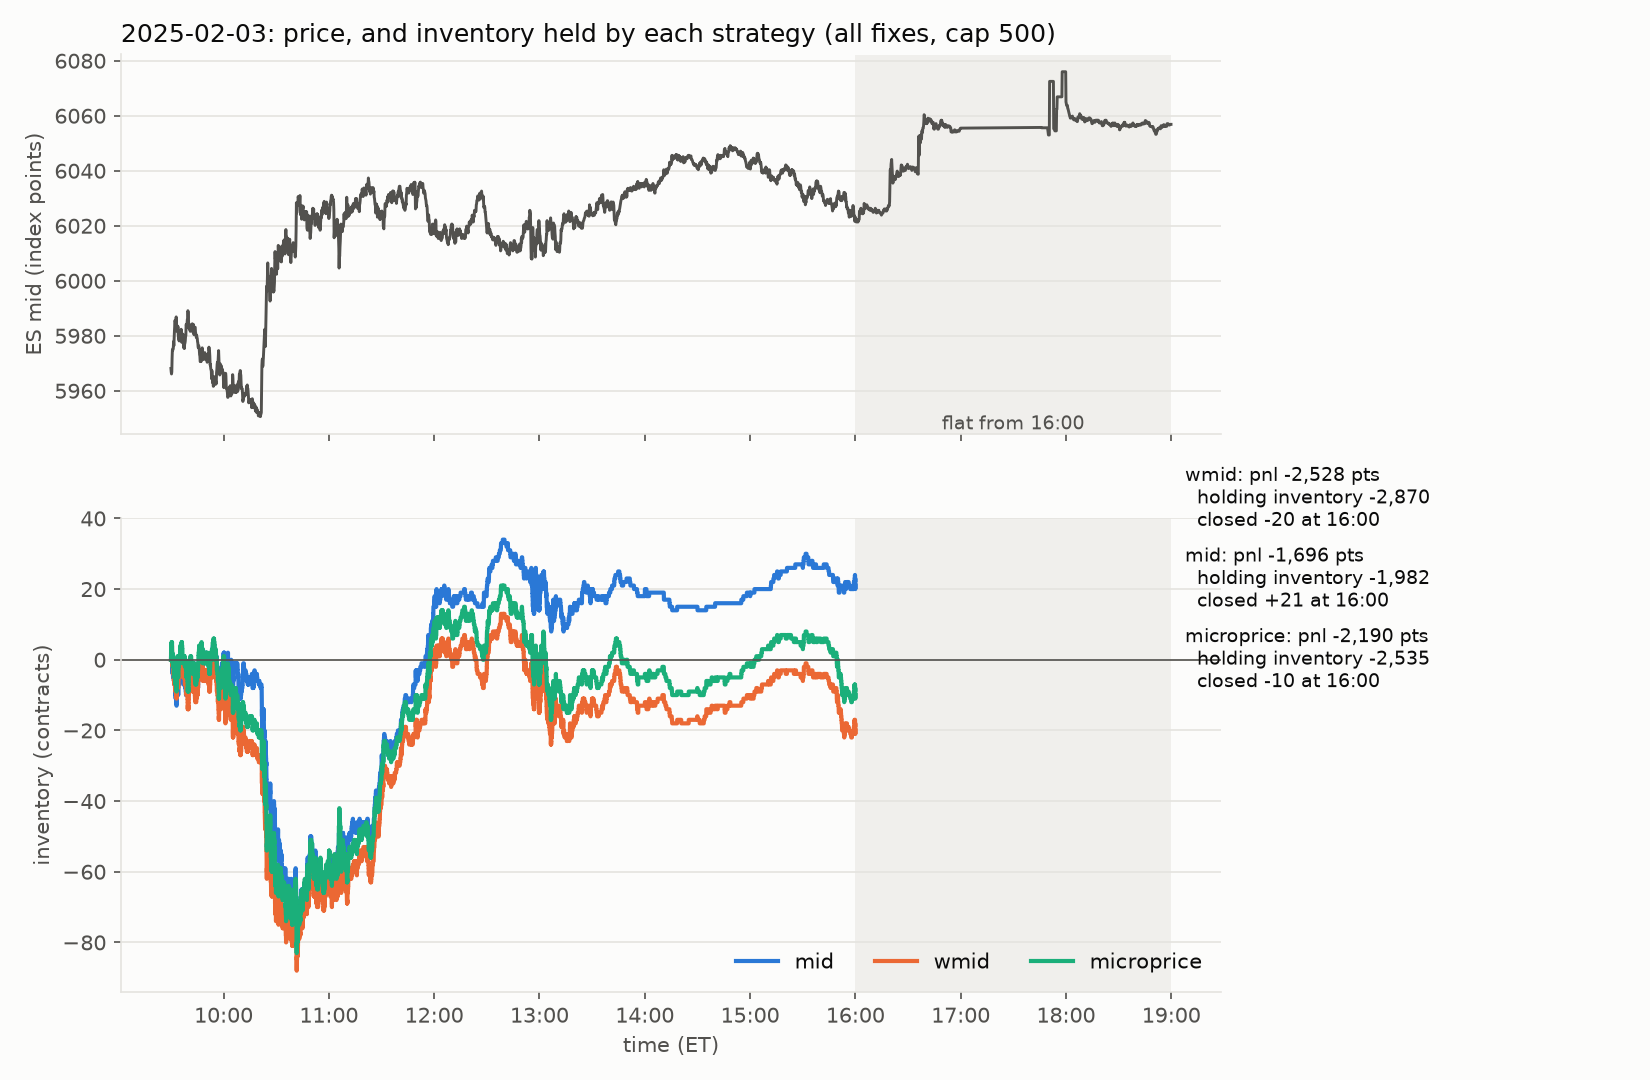 2025-02-03: price, and inventory held by each strategy (all fixes, cap 500)
ES mid (index points)
6080
6060
6040
6020
6000
5980
5960
flat from 16:00
wmid: pnl -2,528 pts
holding inventory -2,870
closed -20 at 16:00
mid: pnl -1,696 pts
holding inventory -1,982
closed +21 at 16:00
microprice: pnl -2,190 pts
holding inventory -2,535
closed -10 at 16:00
inventory (contracts)
40
20
0
−20
−40
−60
−80
mid wmid microprice
10:00 11:00 12:00 13:00 14:00 15:00 16:00 17:00 18:00 19:00
time (ET)